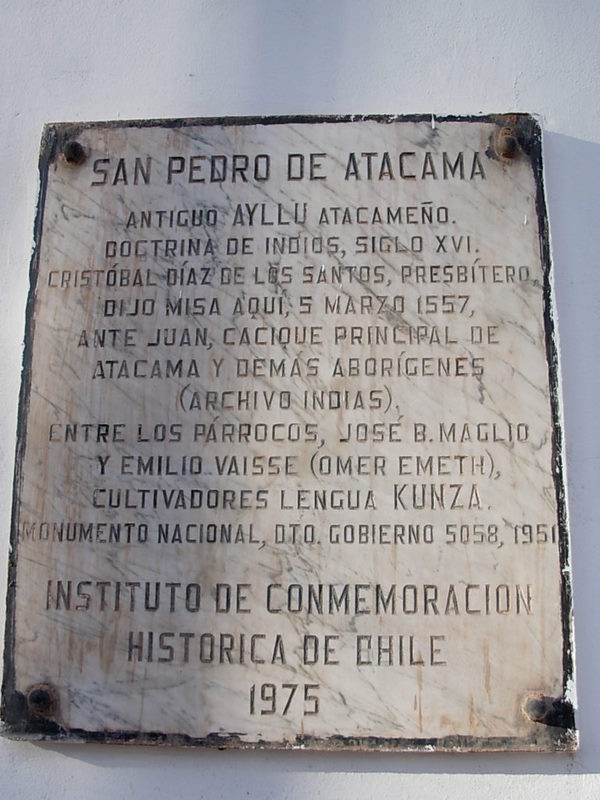 SAN PEDRO DE ATACAMA
ANTIGUO AYLLU ATACAMEÑO.
DOCTRINA DE INDIOS, SIGLO XVI.
CRISTÓBAL DÍAZ DE LOS SANTOS, PRESBÍTERO,
DIJO MISA AQUÍ, 5 MARZO 1557,
ANTE JUAN, CACIQUE PRINCIPAL DE
ATACAMA Y DEMÁS ABORÍGENES
(ARCHIVO INDIAS),
ENTRE LOS PÁRROCOS, JOSÉ B. MAGLIO
Y EMILIO VAISSE (OMER EMETH),
CULTIVADORES LENGUA KUNZA.
MONUMENTO NACIONAL, DTO. GOBIERNO 5058, 1951
INSTITUTO DE CONMEMORACION
HISTORICA DE CHILE
1975